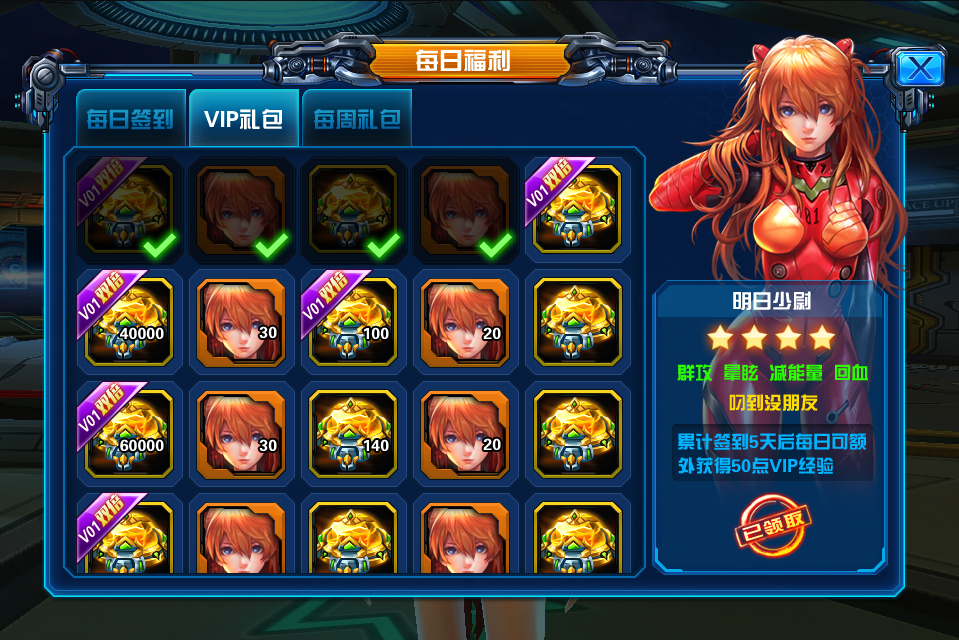 每日福利
每日签到
VIP礼包
每周礼包
V01双倍
V01双倍
V01双倍
40000
30
V01双倍
100
20
V01双倍
60000
30
140
20
V01双倍
01
明日少尉
群攻 晕眩 减能量 回血
叼到没朋友
累计签到5天后每日可额
外获得50点VIP经验
已领取